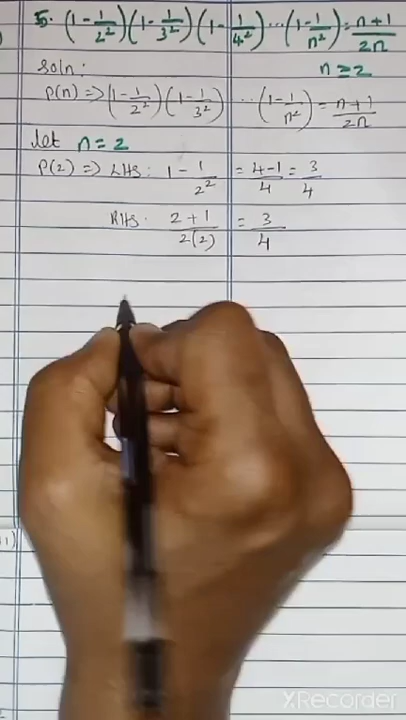 5. (1 - 1/2²)(1 - 1/3²)(1 - 1/4²) ... (1 - 1/n²) = n+1/2n
n ≥ 2
Soln:
P(n) => (1 - 1/2²)(1 - 1/3²) ... (1 - 1/n²) = n+1/2n
let n = 2
P(2) => LHS: 1 - 1/2² = 4-1/4 = 3/4
RHS: 2+1/2(2) = 3/4
XRecorder